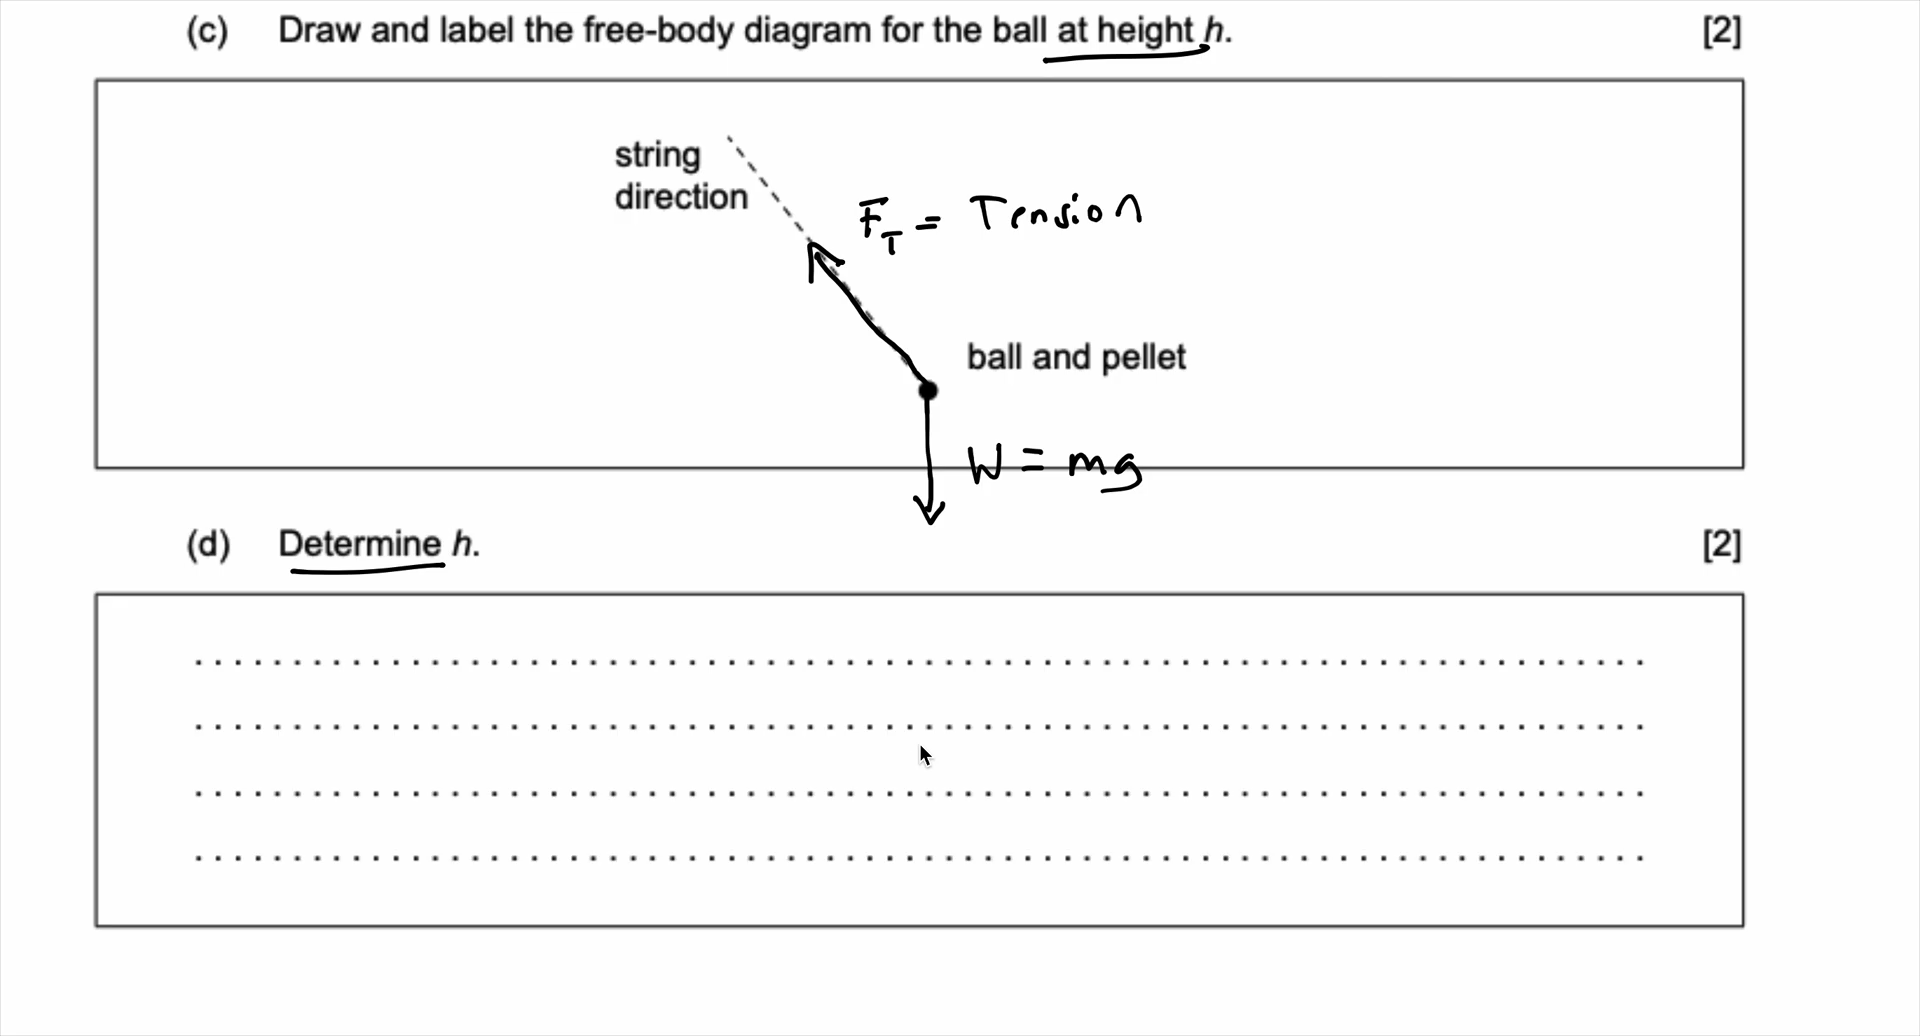 (c) Draw and label the free-body diagram for the ball at height h. [2]
string
direction
F_T = Tension
ball and pellet
W = mg
(d) Determine h. [2]